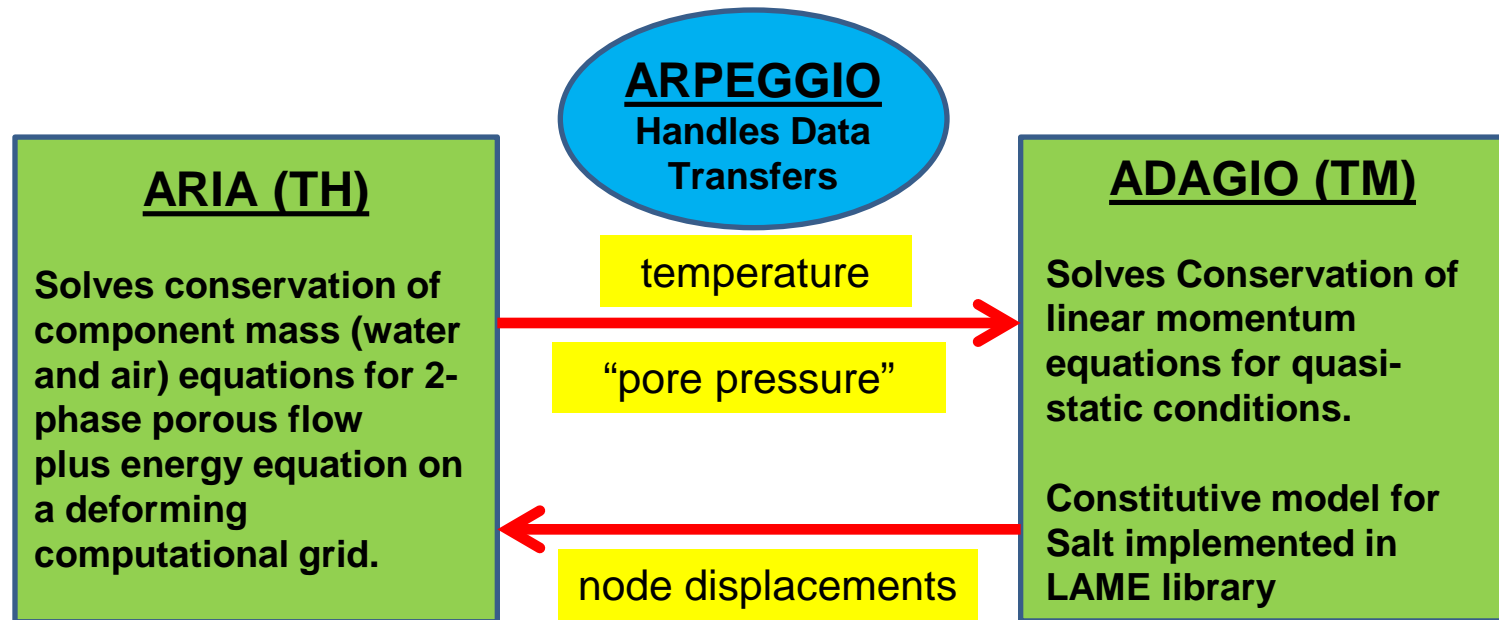 ARPEGGIO
Handles Data
Transfers
ARIA (TH)
Solves conservation of
component mass (water
and air) equations for 2-
phase porous flow
plus energy equation on
a deforming
computational grid.
temperature
“pore pressure”
node displacements
ADAGIO (TM)
Solves Conservation of
linear momentum
equations for quasi-
static conditions.
Constitutive model for
Salt implemented in
LAME library